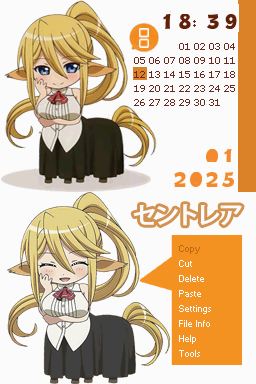 18:39
日
01 02 03 04
05 06 07 08 09 10 11
12 13 14 15 16 17 18
19 20 21 22 23 24 25
26 27 28 29 30 31
01
2025
セントレア
Copy
Cut
Delete
Paste
Settings
File Info
Help
Tools